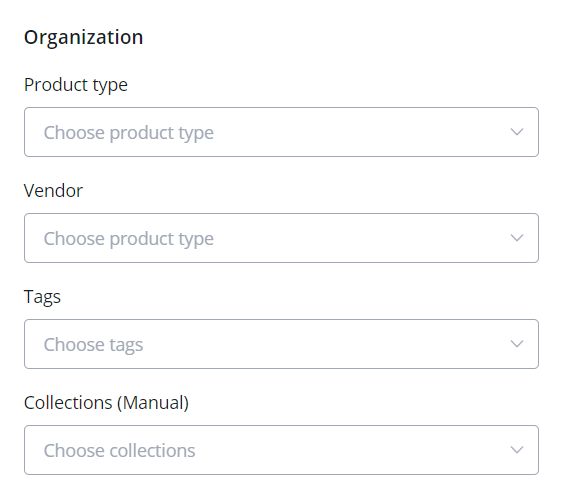 Organization
Product type
Choose product type
Vendor
Choose product type
Tags
Choose tags
Collections (Manual)
Choose collections